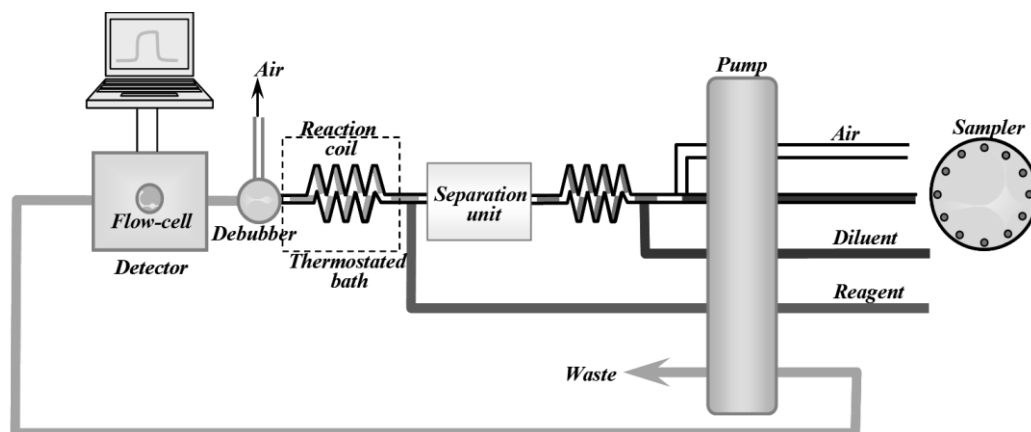 Pump
Air
Air
Sampler
Reaction
coil
Separation
unit
Flow-cell
Debubber
Diluent
Detector
Thermostated
bath
Reagent
Waste